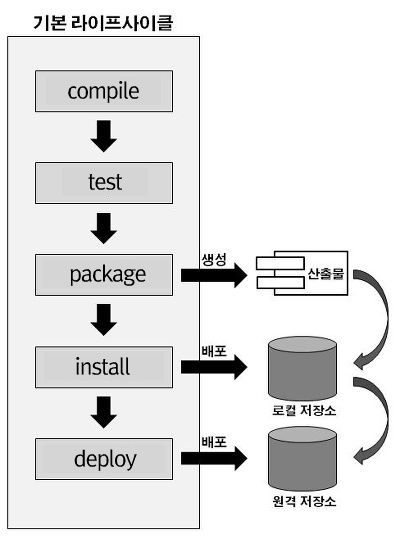 기본 라이프사이클
compile
test
package
생성
산출물
install
배포
로컬 저장소
deploy
배포
원격 저장소